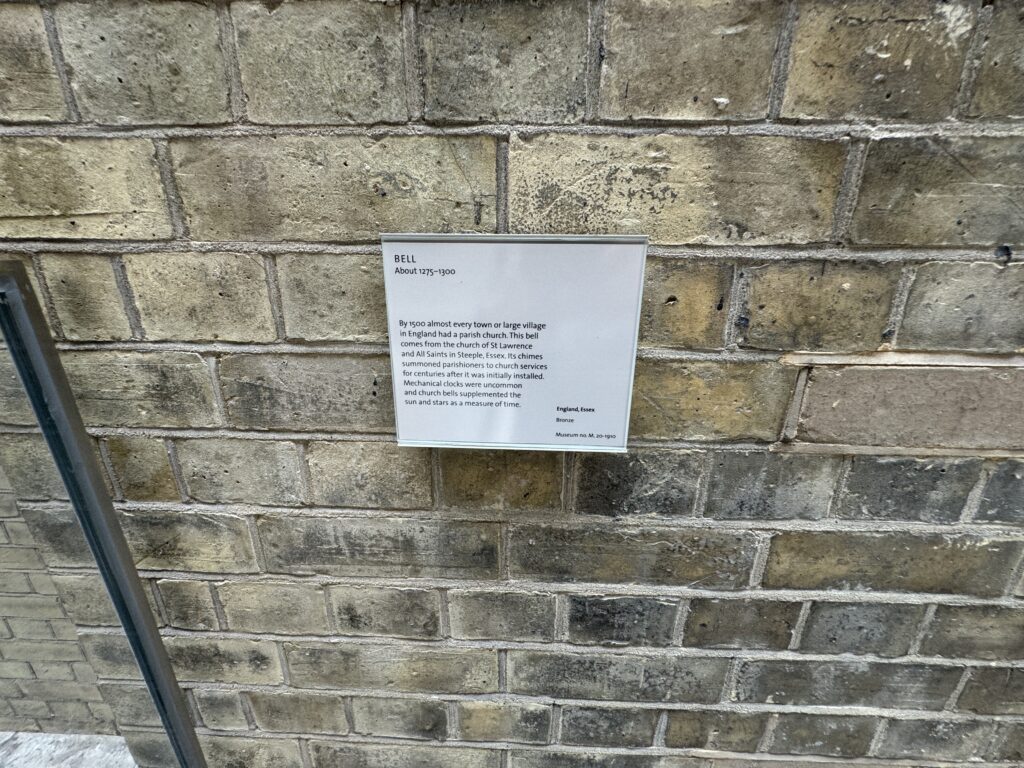 BELL
About 1275–1300
By 1500 almost every town or large village
in England had a parish church. This bell
comes from the church of St Lawrence
and All Saints in Steeple, Essex. Its chimes
summoned parishioners to church services
for centuries after it was initially installed.
Mechanical clocks were uncommon
and church bells supplemented the
sun and stars as a measure of time.
England, Essex
Bronze
Museum no. M. 20-1910